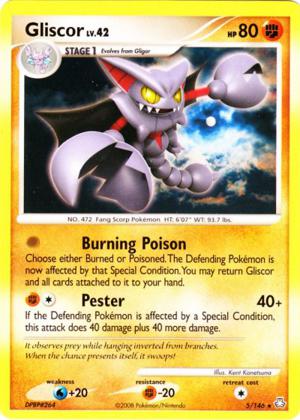 Gliscor LV.42 HP 80
STAGE 1 Evolves from Gligar
NO. 472 Fang Scorp Pokémon HT: 6'07" WT: 93.7 lbs.
Burning Poison
Choose either Burned or Poisoned. The Defending Pokémon is
now affected by that Special Condition. You may return Gliscor
and all cards attached to it to your hand.
Pester 40+
If the Defending Pokémon is affected by a Special Condition,
this attack does 40 damage plus 40 more damage.
It observes prey while hanging inverted from branches.
When the chance presents itself, it swoops!
Illus. Kent Kanetsuna
weakness resistance retreat cost
+20 -20
DPBP#264 ©2008 Pokémon/Nintendo 5/146 ★